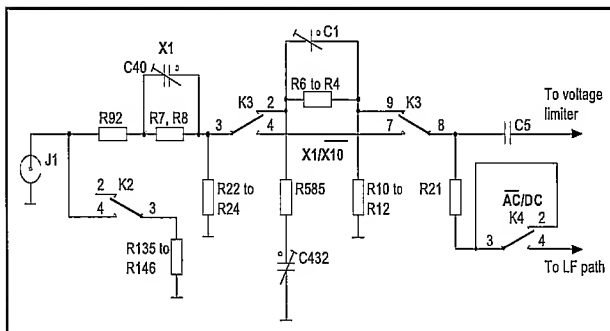 C1
X1
C40
R6 to R4
R92
R7, R8
3
K3
2
4
9
K3
7
8
C5
To voltage
limiter
J1
X1/X̅1̅0̅
2
K2
4
3
R22 to
R24
R585
R10 to
R12
R21
A̅C̅/DC
K4
2
3
4
R135 to
R146
C432
To LF path